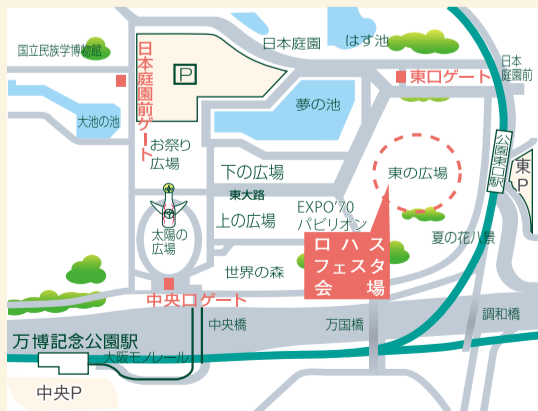 国立民族学博物館
日本庭園前ゲート
P
日本庭園
はす池
日本
庭園前
東口ゲート
大池の池
夢の池
お祭り
広場
公園東口駅
東
P
下の広場
東の広場
東大路
EXPO'70
パビリオン
上の広場
太陽の
広場
ロハス
フェスタ
会場
夏の花八景
世界の森
中央口ゲート
中央橋
万国橋
調和橋
万博記念公園駅
大阪モノレール
中央P